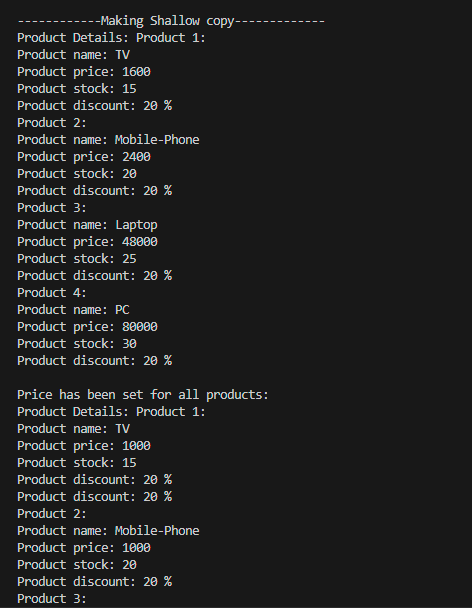 ------------Making Shallow copy-------------
Product Details: Product 1:
Product name: TV
Product price: 1600
Product stock: 15
Product discount: 20 %
Product 2:
Product name: Mobile-Phone
Product price: 2400
Product stock: 20
Product discount: 20 %
Product 3:
Product name: Laptop
Product price: 48000
Product stock: 25
Product discount: 20 %
Product 4:
Product name: PC
Product price: 80000
Product stock: 30
Product discount: 20 %

Price has been set for all products:
Product Details: Product 1:
Product name: TV
Product price: 1000
Product stock: 15
Product discount: 20 %
Product discount: 20 %
Product 2:
Product name: Mobile-Phone
Product price: 1000
Product stock: 20
Product discount: 20 %
Product 3: